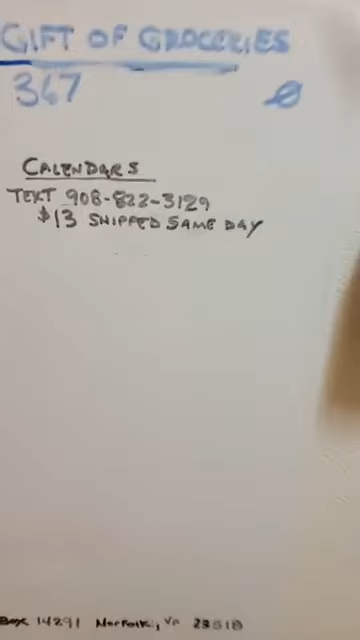 GIFT OF GROCERIES
367
CALENDARS
TEXT 908-822-3129
$13 SHIPPED SAME DAY
Box 14291 Norfolk, VA 23518